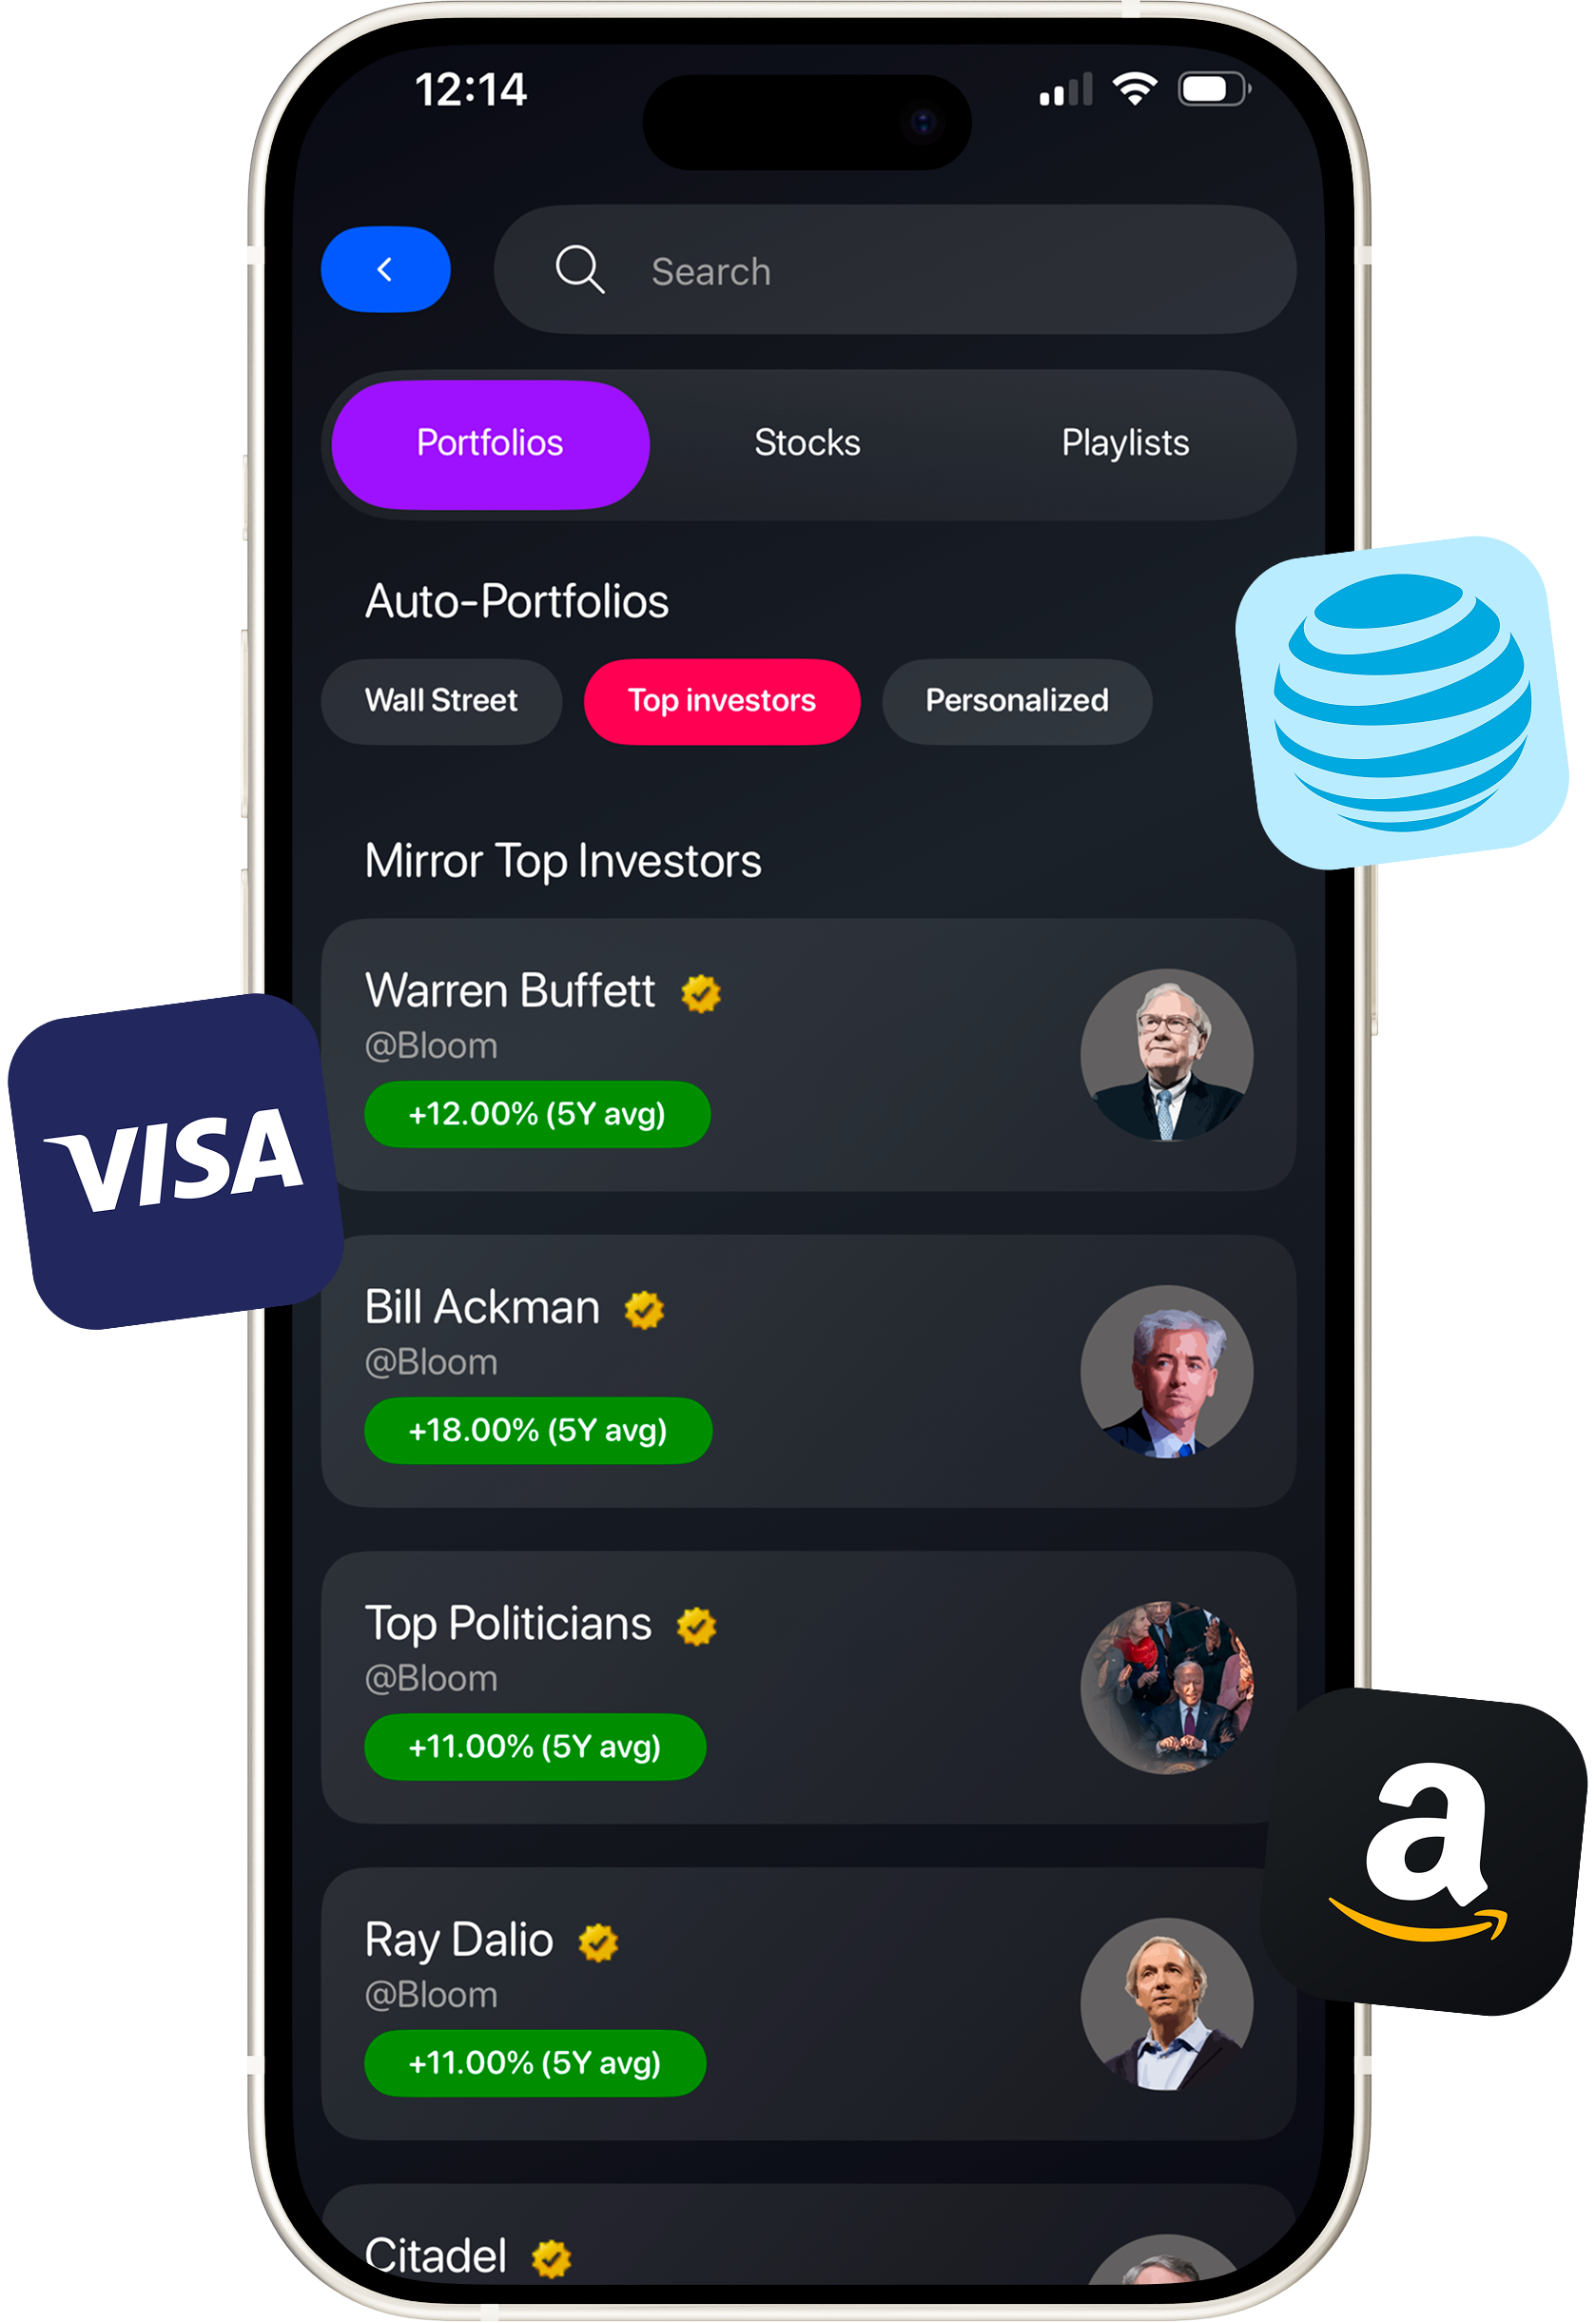 12:14
Search
Portfolios
Stocks
Playlists
Auto-Portfolios
Wall Street
Top investors
Personalized
Mirror Top Investors
Warren Buffett
@Bloom
+12.00% (5Y avg)
VISA
Bill Ackman
@Bloom
+18.00% (5Y avg)
Top Politicians
@Bloom
+11.00% (5Y avg)
a
Ray Dalio
@Bloom
+11.00% (5Y avg)
Citadel